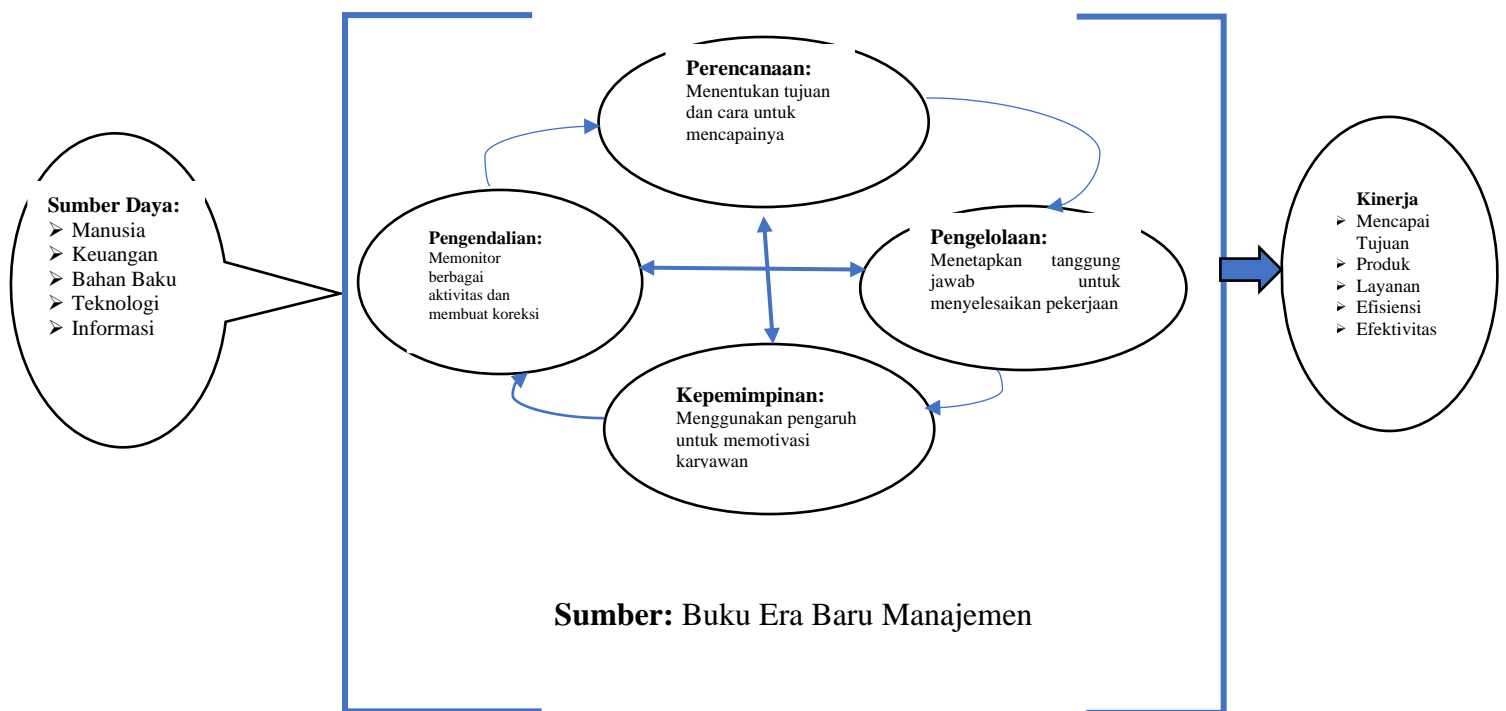 Perencanaan:
Menentukan tujuan
dan cara untuk
mencapainya
Sumber Daya:
➢ Manusia
➢ Keuangan
➢ Bahan Baku
➢ Teknologi
➢ Informasi
Pengendalian:
Memonitor
berbagai
aktivitas dan
membuat koreksi
Pengelolaan:
Menetapkan tanggung
jawab untuk
menyelesaikan pekerjaan
Kinerja
➢ Mencapai
Tujuan
➢ Produk
➢ Layanan
➢ Efisiensi
➢ Efektivitas
Kepemimpinan:
Menggunakan pengaruh
untuk memotivasi
karyawan
Sumber: Buku Era Baru Manajemen